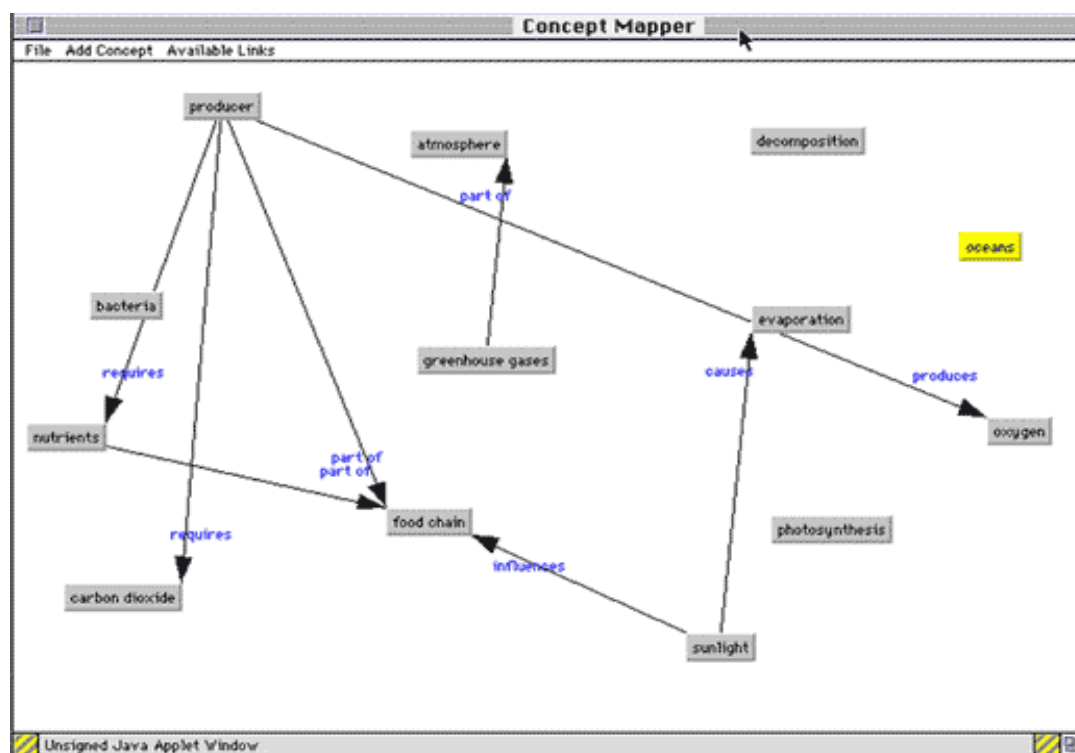 Concept Mapper
File Add Concept Available Links
producer
atmosphere
decomposition
part of
oceans
bacteria
evaporation
greenhouse gases
requires
causes
produces
nutrients
oxygen
part of
part of
food chain
photosynthesis
requires
influences
carbon dioxide
sunlight
Unsigned Java Applet Window